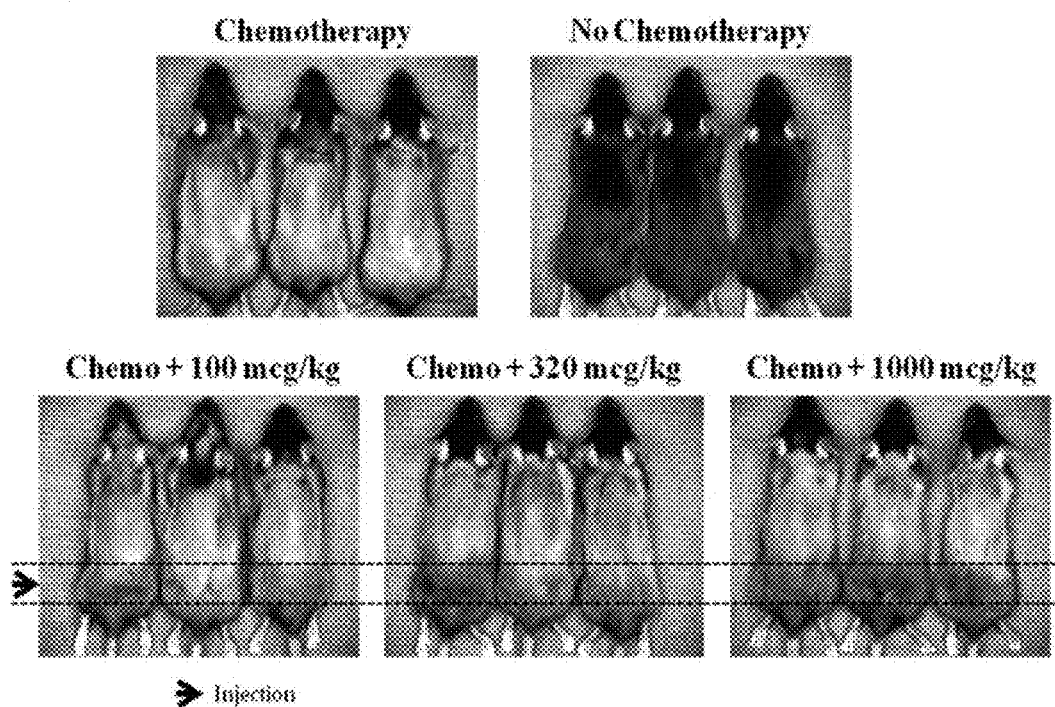 Chemotherapy
No Chemotherapy
Chemo + 100 mcg/kg
Chemo + 320 mcg/kg
Chemo + 1000 mcg/kg
Injection